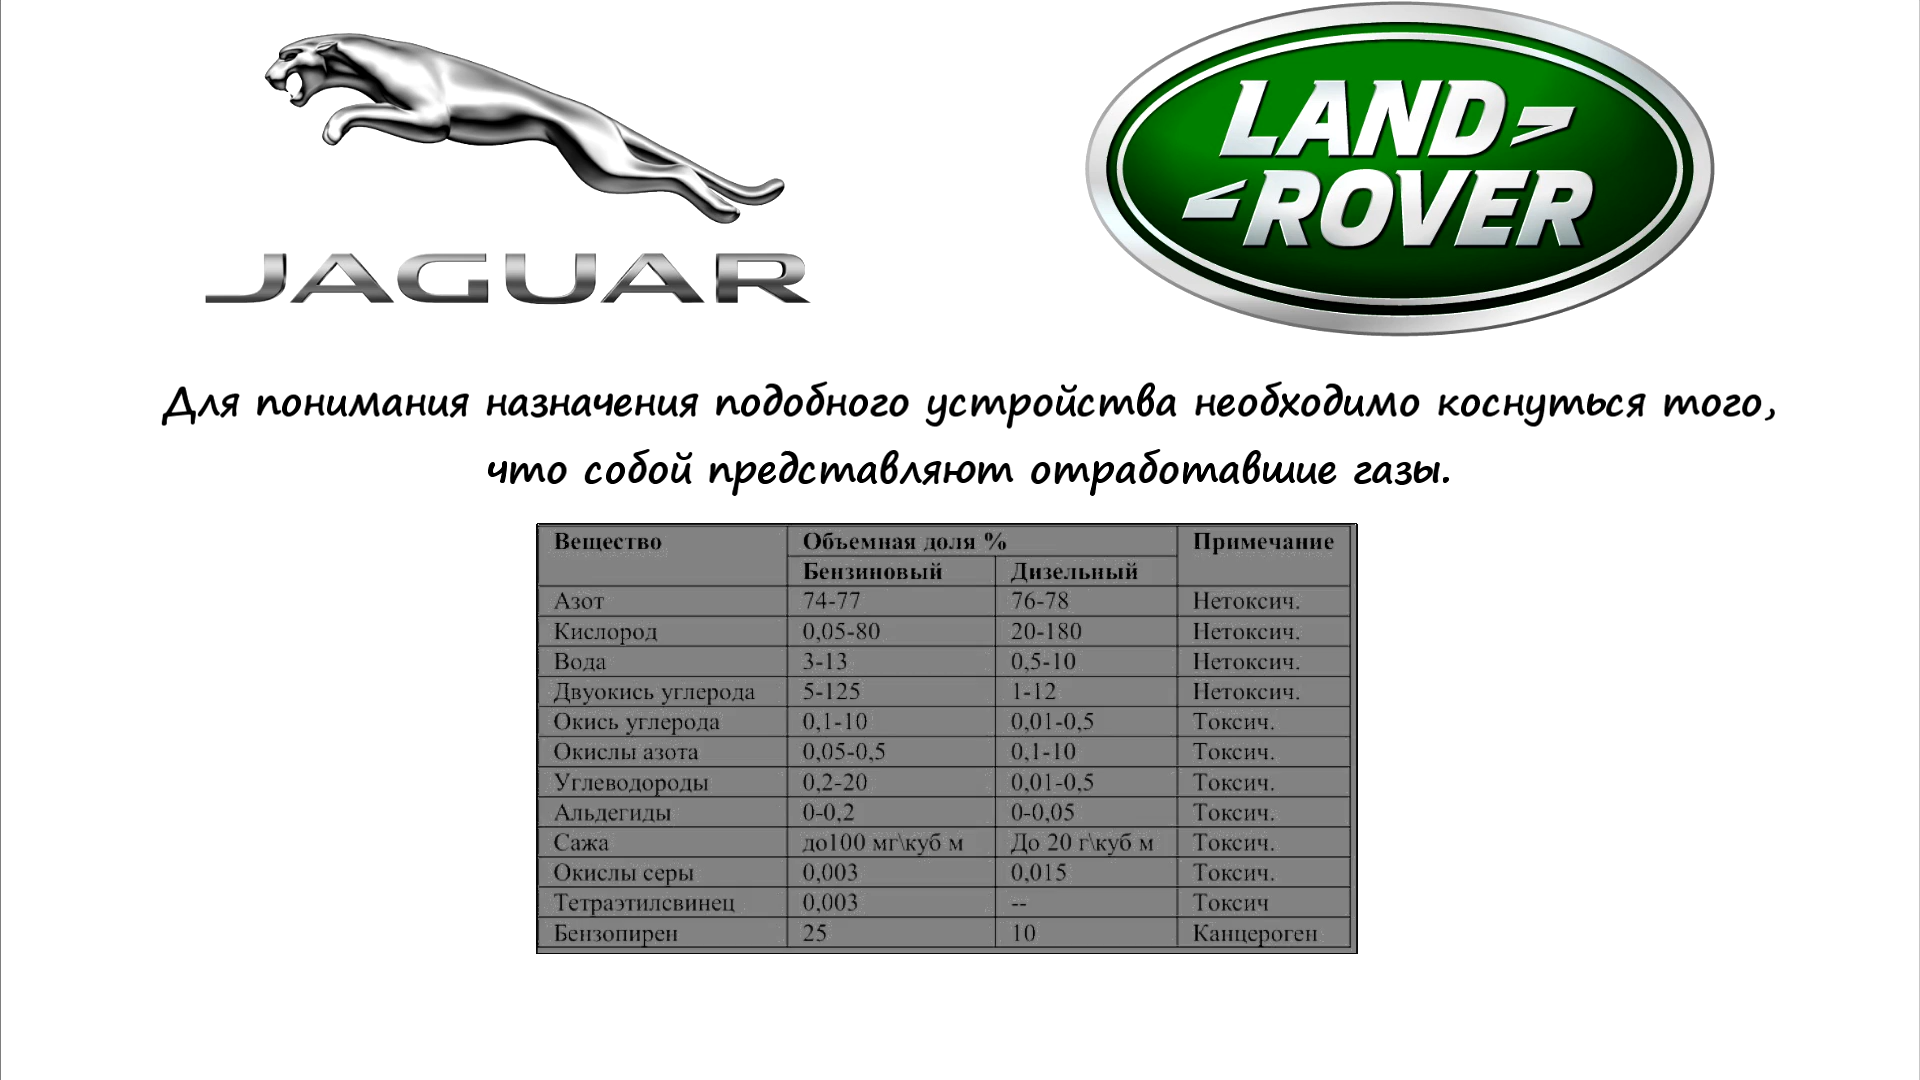 JAGUAR
LAND
ROVER
Для понимания назначения подобного устройства необходимо коснуться того,
что собой представляют отработавшие газы.
Вещество Объемная доля % Примечание
Бензиновый Дизельный
Азот 74-77 76-78 Нетоксич.
Кислород 0,05-80 20-180 Нетоксич.
Вода 3-13 0,5-10 Нетоксич.
Двуокись углерода 5-125 1-12 Нетоксич.
Окись углерода 0,1-10 0,01-0,5 Токсич.
Окислы азота 0,05-0,5 0,1-10 Токсич.
Углеводороды 0,2-20 0,01-0,5 Токсич.
Альдегиды 0-0,2 0-0,05 Токсич.
Сажа до100 мг\куб м До 20 г\куб м Токсич.
Окислы серы 0,003 0,015 Токсич.
Тетраэтилсвинец 0,003 -- Токсич
Бензопирен 25 10 Канцероген